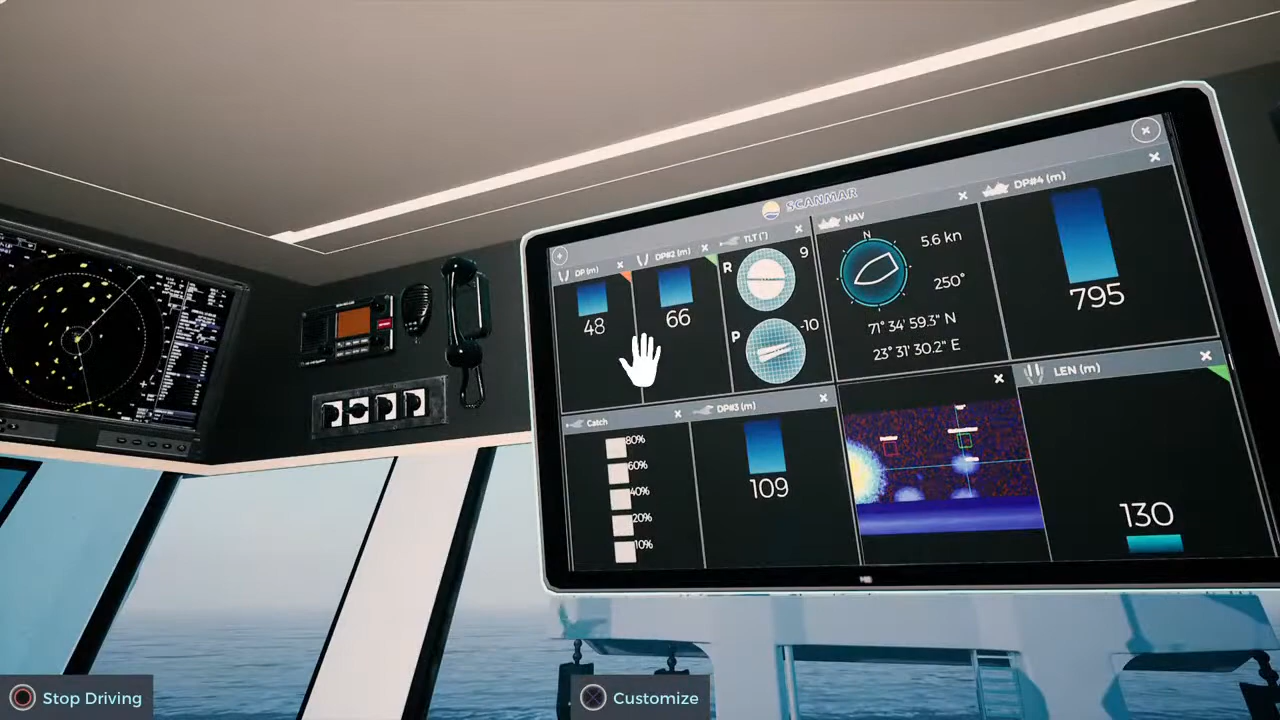 SCANMAR
DP (m)
48
DP#2 (m)
66
TLT (°)
R
9
P
-10
NAV
N
5.6 kn
250°
71° 34' 59.3" N
23° 31' 30.2" E
DP#4 (m)
795
Catch
80%
60%
40%
20%
10%
DP#3 (m)
109
LEN (m)
130
Stop Driving
Customize